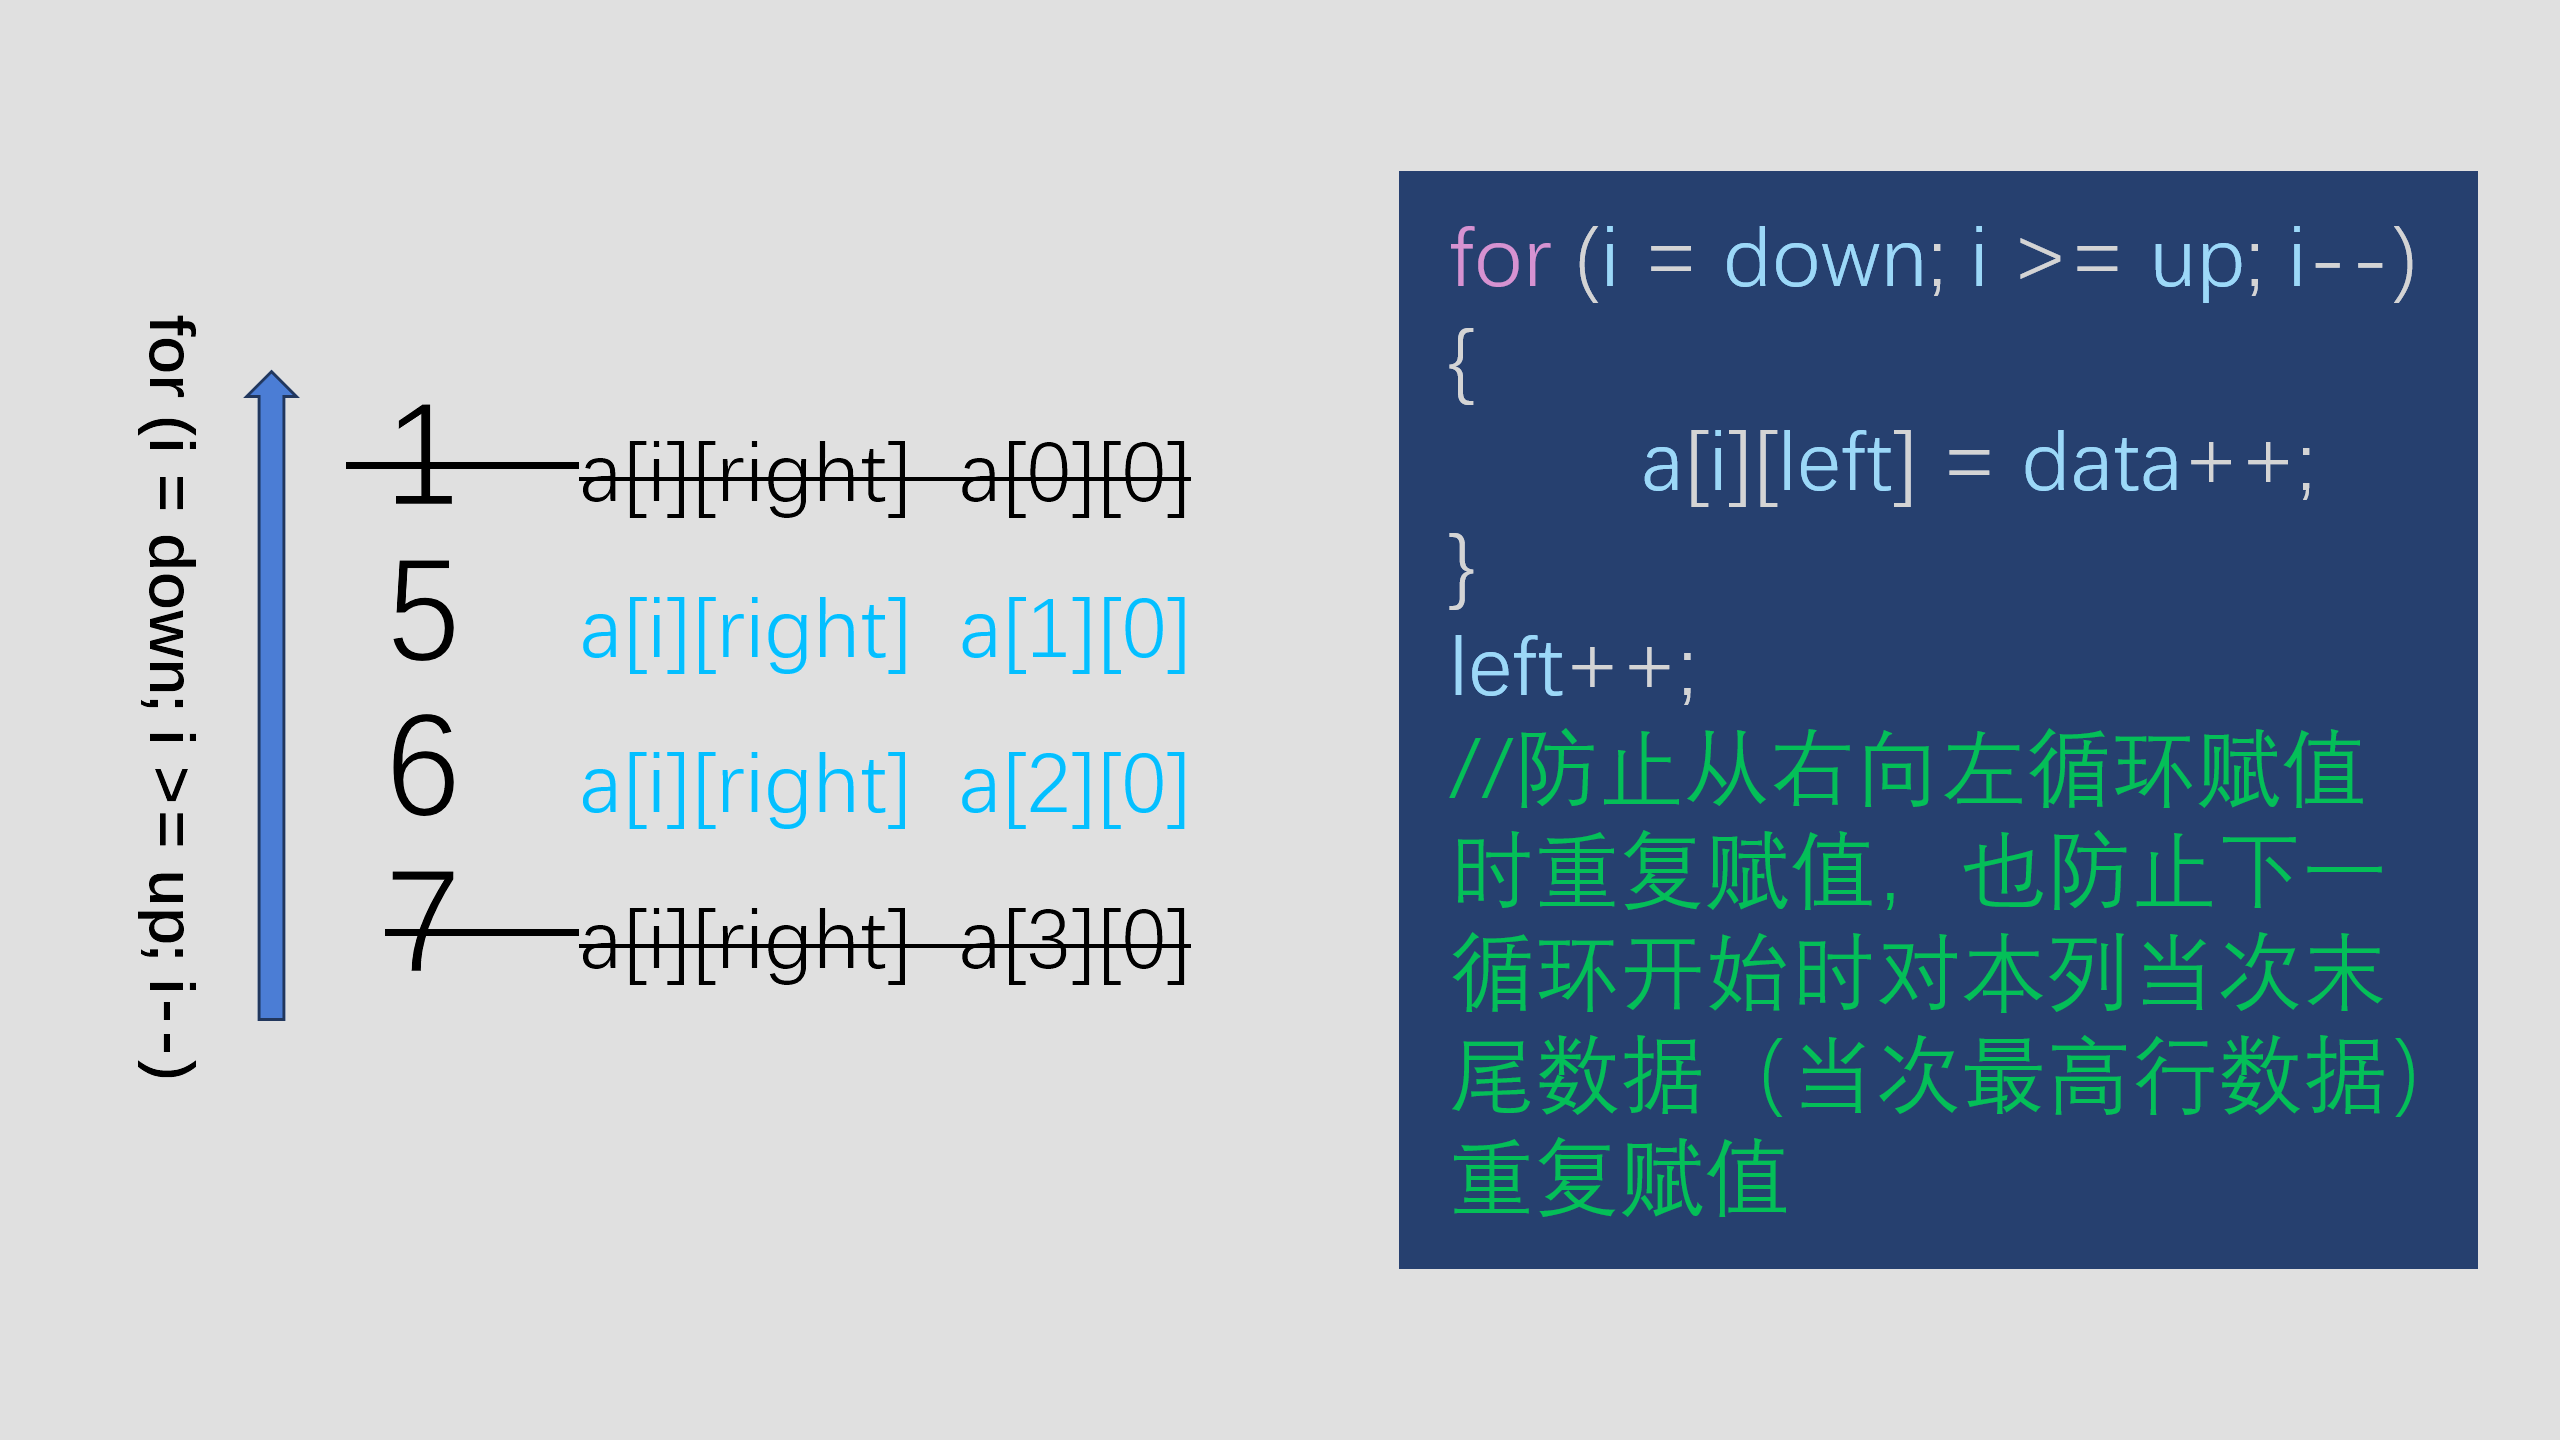 for (i = down; i >= up; i--)
1 a[i][right] a[0][0]
5 a[i][right] a[1][0]
6 a[i][right] a[2][0]
7 a[i][right] a[3][0]
for (i = down; i >= up; i--)
{
a[i][left] = data++;
}
left++;
//防止从右向左循环赋值
时重复赋值，也防止下一
循环开始时对本列当次末
尾数据（当次最高行数据）
重复赋值